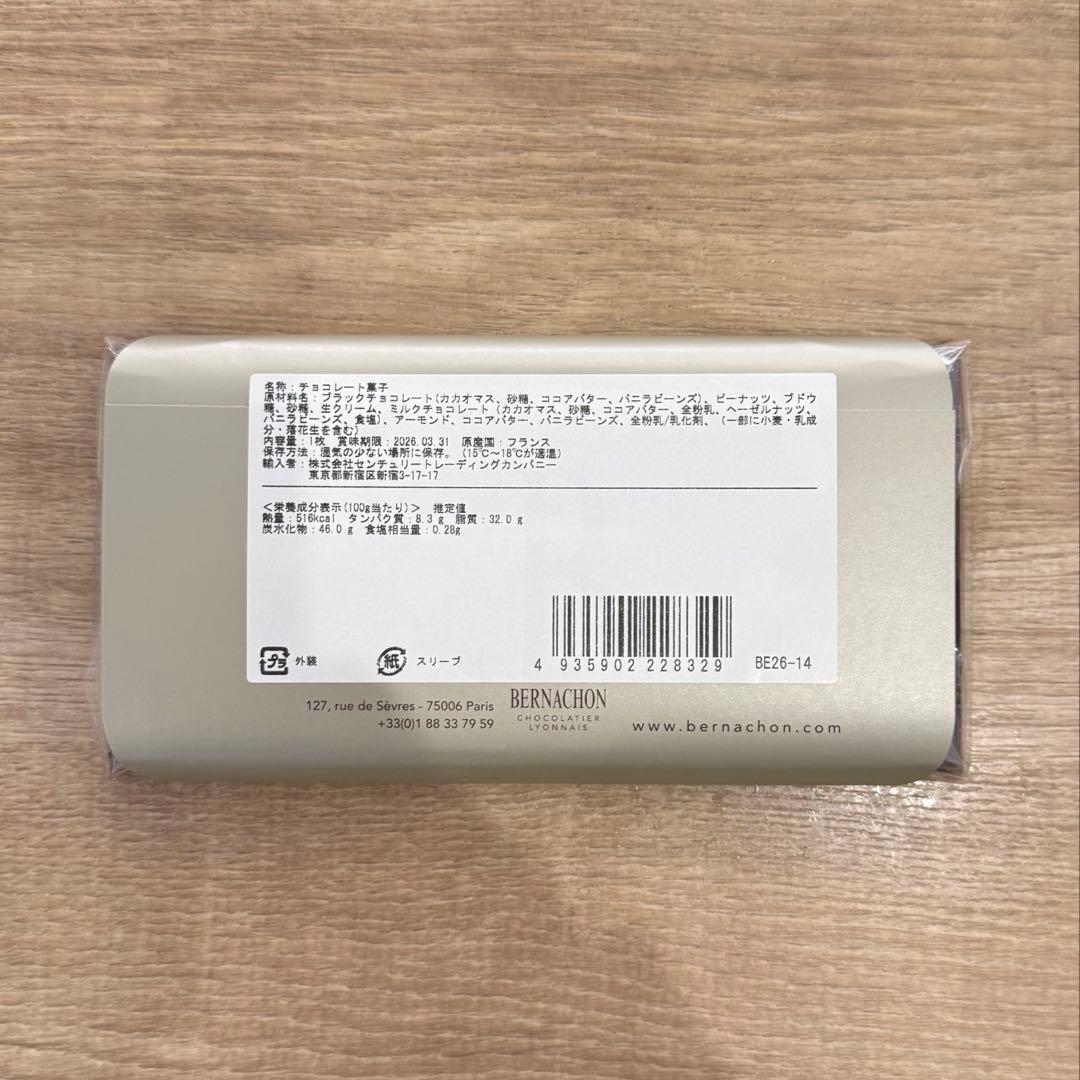 名称：チョコレート菓子
原材料名：ブラックチョコレート(カカオマス、砂糖、ココアバター、バニラビーンズ)、ピーナッツ、ブドウ
糖、砂糖、生クリーム、ミルクチョコレート（カカオマス、砂糖、ココアバター、全粉乳、ヘーゼルナッツ、
バニラビーンズ、食塩)、アーモンド、ココアバター、バニラビーンズ、全粉乳/乳化剤、（一部に小麦・乳成
分・落花生を含む）
内容量：1枚　賞味期限：2026.03.31　原産国：フランス
保存方法：湿気の少ない場所に保存。（15℃～18℃が適温）
輸入者：株式会社センチュリートレーディングカンパニー
東京都新宿区新宿3-17-17
＜栄養成分表示(100g当たり)＞　推定値
熱量：516kcal　タンパク質：8.3 g　脂質：32.0 g
炭水化物：46.0 g　食塩相当量：0.28g
プラ 外装　紙 スリーブ
4 935902 228329　BE26-14
127, rue de Sèvres - 75006 Paris
+33(0)1 88 33 79 59
BERNACHON
CHOCOLATIER
LYONNAIS
www.bernachon.com